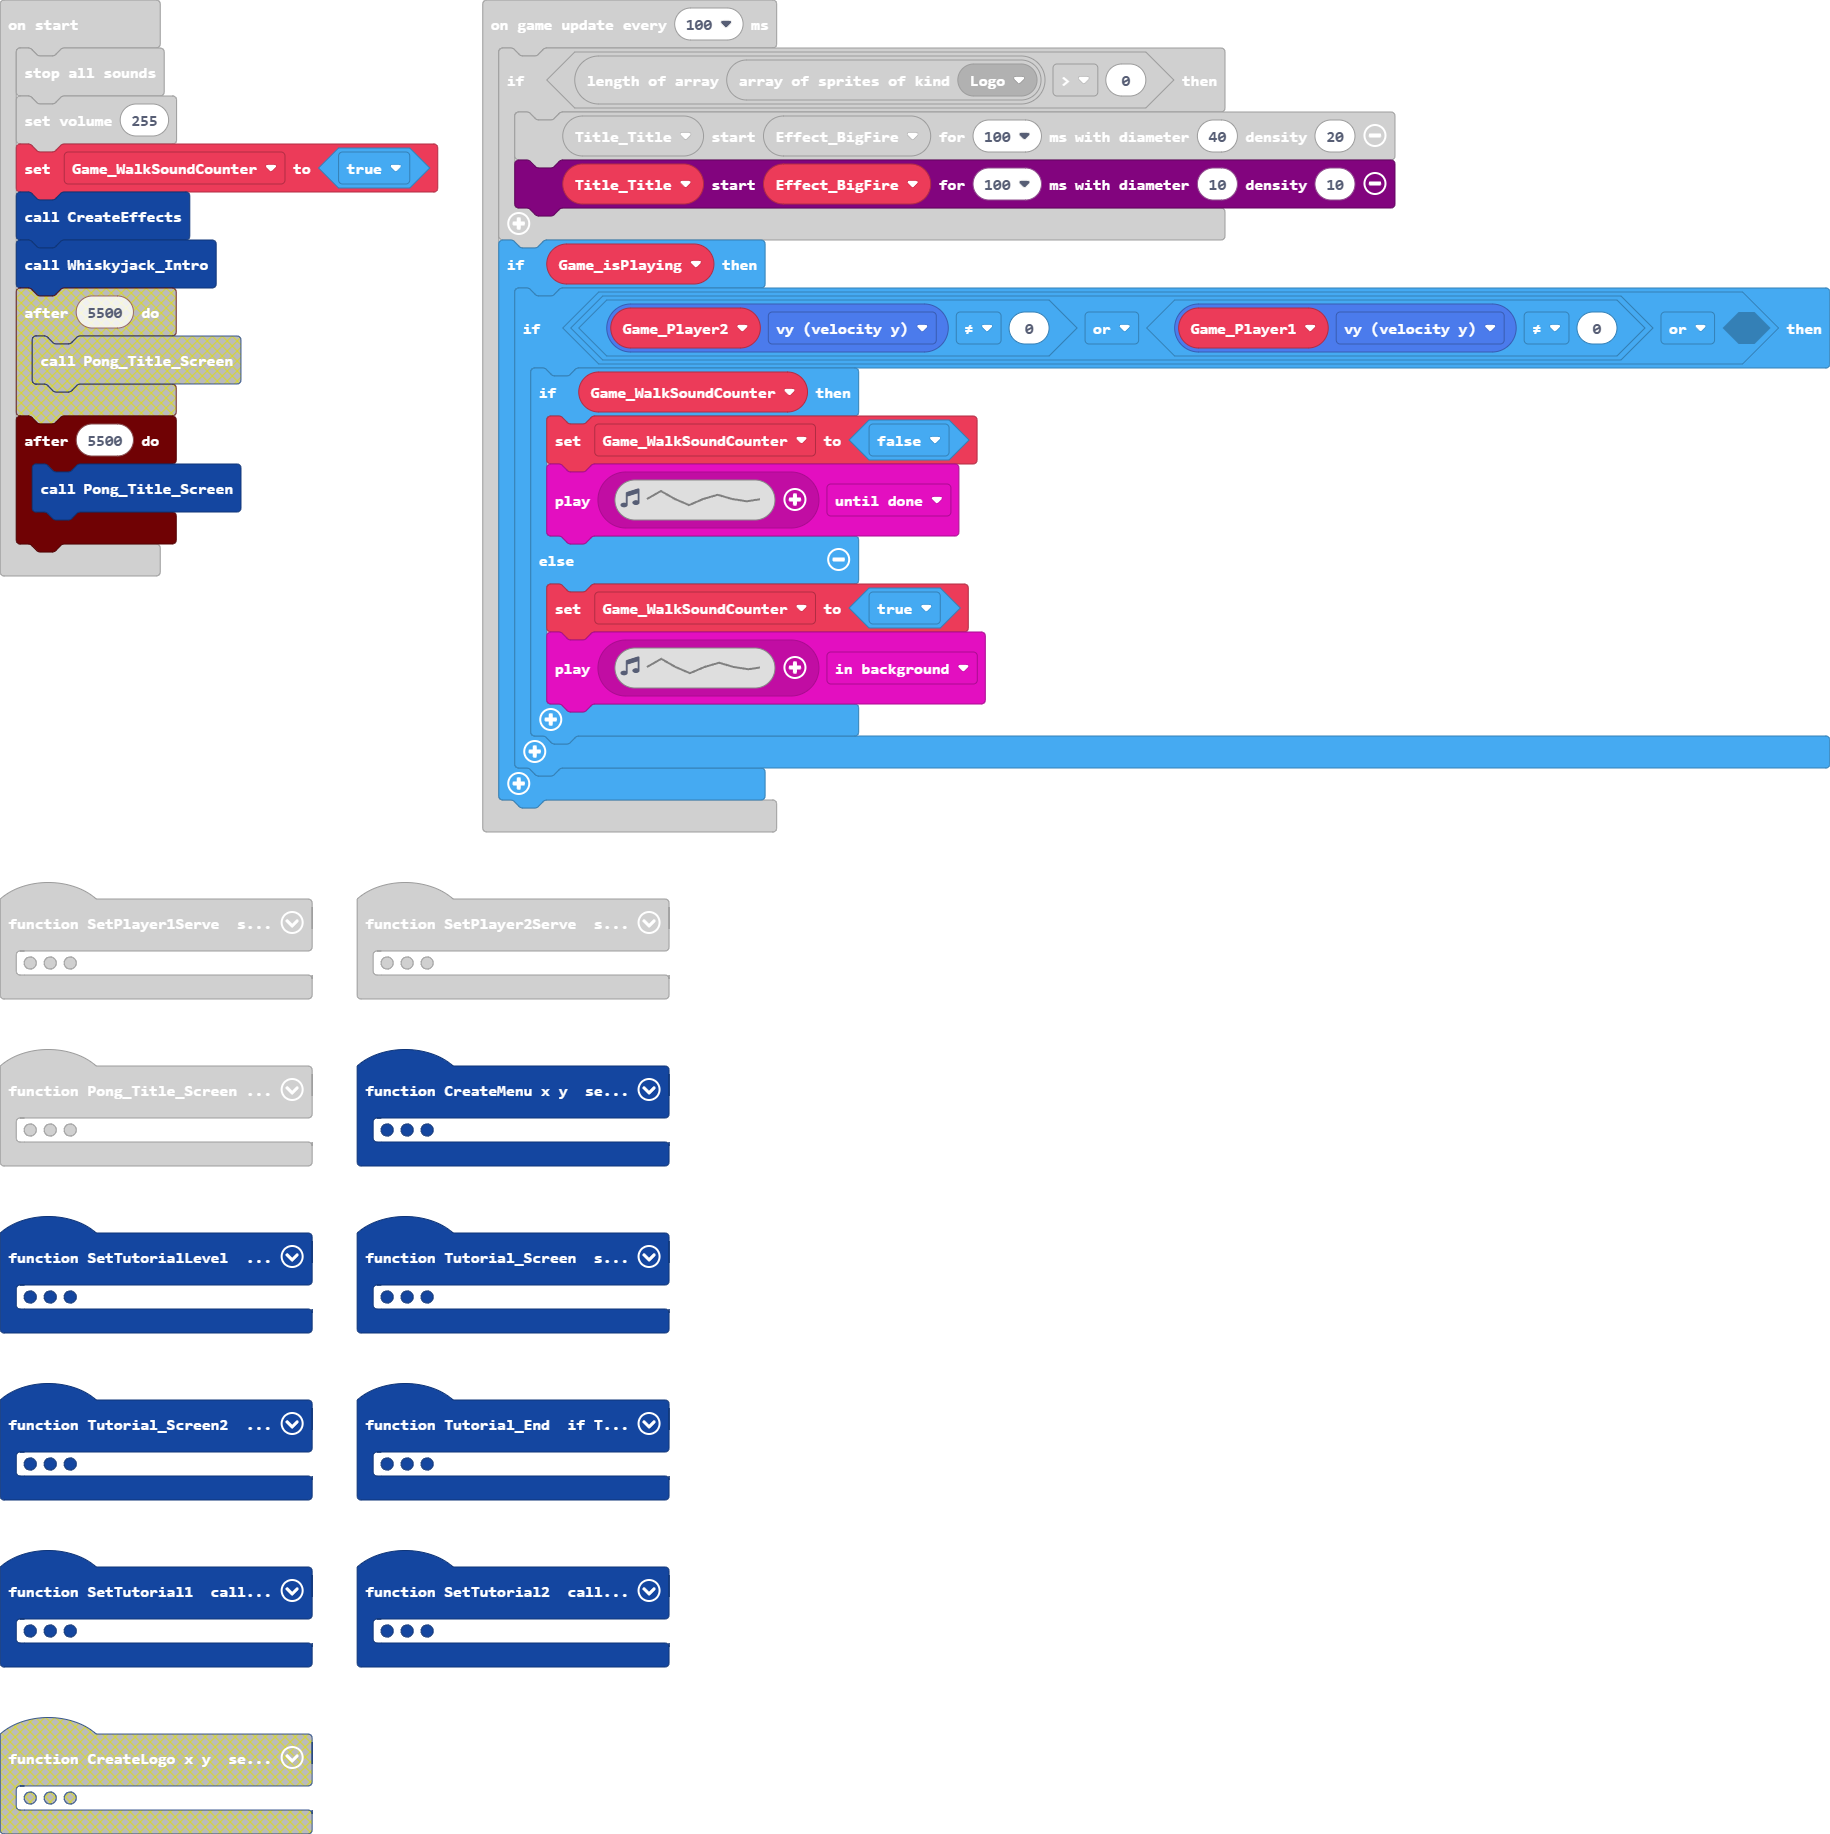 on start
stop all sounds
set volume 255
set Game_WalkSoundCounter to true
call CreateEffects
call Whiskyjack_Intro
after 5500 do
call Pong_Title_Screen
after 5500 do
call Pong_Title_Screen
on game update every 100 ms
if length of array array of sprites of kind Logo > 0 then
Title_Title start Effect_BigFire for 100 ms with diameter 40 density 20
Title_Title start Effect_BigFire for 100 ms with diameter 10 density 10
if Game_isPlaying then
if Game_Player2 vy (velocity y) ≠ 0 or Game_Player1 vy (velocity y) ≠ 0 or then
if Game_WalkSoundCounter then
set Game_WalkSoundCounter to false
play until done
else
set Game_WalkSoundCounter to true
play in background
function SetPlayer1Serve s...
function SetPlayer2Serve s...
function Pong_Title_Screen ...
function CreateMenu x y se...
function SetTutorialLevel ...
function Tutorial_Screen s...
function Tutorial_Screen2 ...
function Tutorial_End if T...
function SetTutorial1 call...
function SetTutorial2 call...
function CreateLogo x y se...